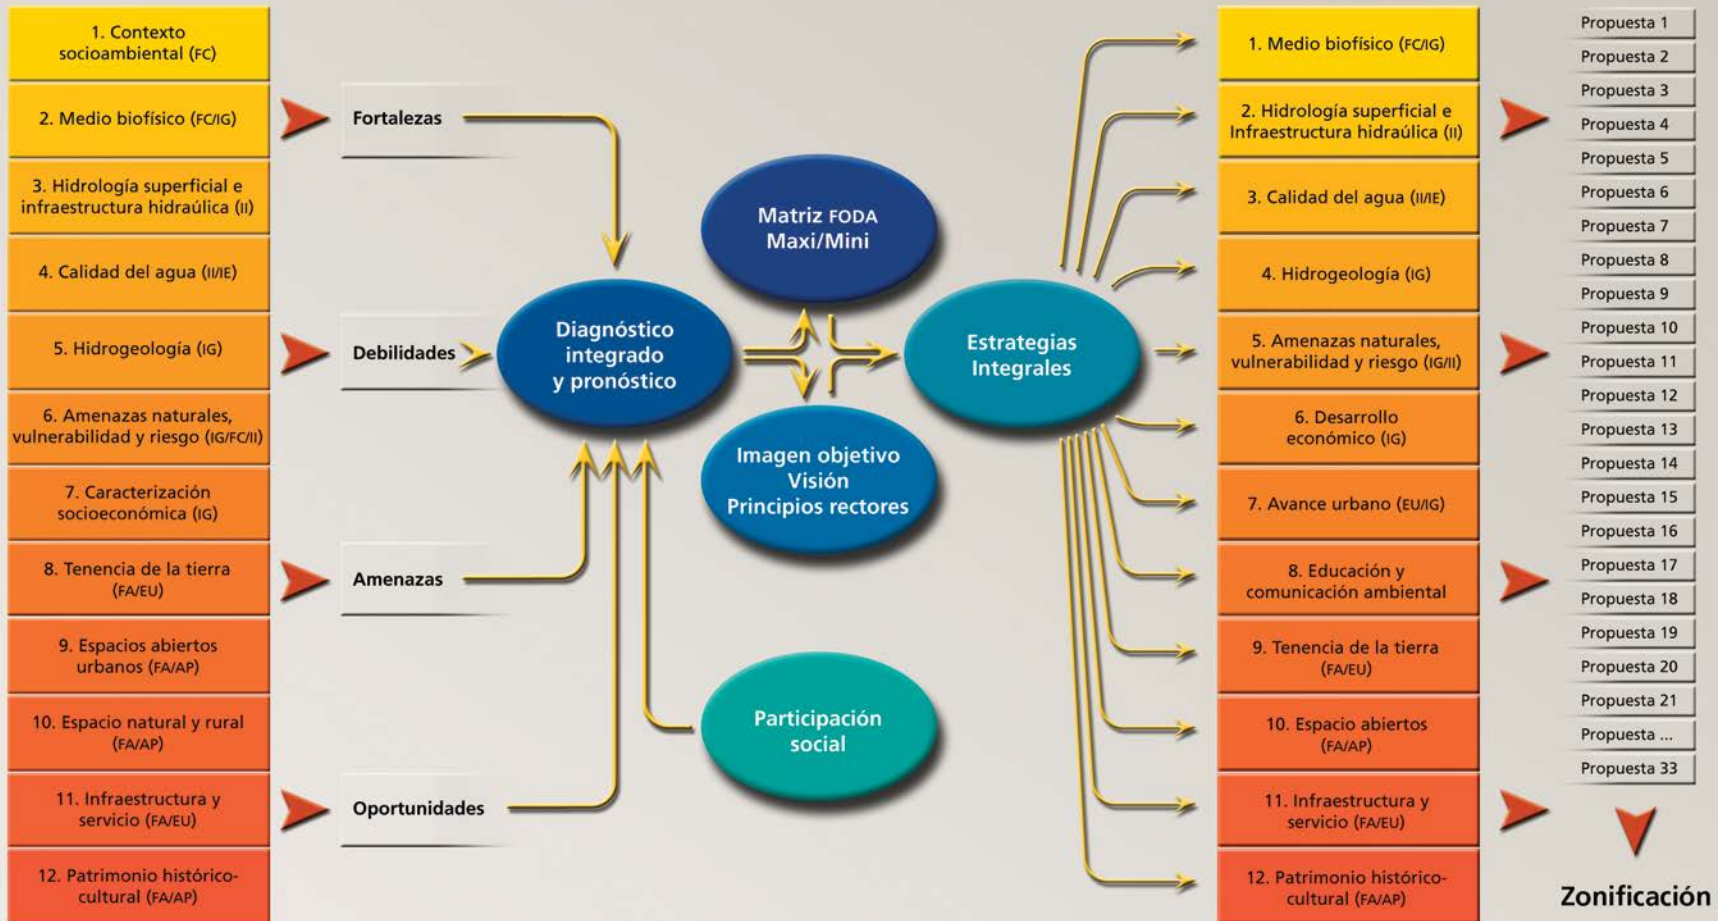 1. Contexto
socioambiental (FC)
2. Medio biofísico (FC/IG)
3. Hidrología superficial e
infraestructura hidraúlica (II)
4. Calidad del agua (II/IE)
5. Hidrogeología (IG)
6. Amenazas naturales,
vulnerabilidad y riesgo (IG/FC/II)
7. Caracterización
socioeconómica (IG)
8. Tenencia de la tierra
(FA/EU)
9. Espacios abiertos
urbanos (FA/AP)
10. Espacio natural y rural
(FA/AP)
11. Infraestructura y
servicio (FA/EU)
12. Patrimonio histórico-
cultural (FA/AP)
Fortalezas
Debilidades
Amenazas
Oportunidades
Diagnóstico
integrado
y pronóstico
Matriz FODA
Maxi/Mini
Imagen objetivo
Visión
Principios rectores
Participación
social
Estrategias
Integrales
1. Medio biofísico (FC/IG)
2. Hidrología superficial e
Infraestructura hidráulica (II)
3. Calidad del agua (II/IE)
4. Hidrogeología (IG)
5. Amenazas naturales,
vulnerabilidad y riesgo (IG/II)
6. Desarrollo
económico (IG)
7. Avance urbano (EU/IG)
8. Educación y
comunicación ambiental
9. Tenencia de la tierra
(FA/EU)
10. Espacio abiertos
(FA/AP)
11. Infraestructura y
servicio (FA/EU)
12. Patrimonio histórico-
cultural (FA/AP)
Propuesta 1
Propuesta 2
Propuesta 3
Propuesta 4
Propuesta 5
Propuesta 6
Propuesta 7
Propuesta 8
Propuesta 9
Propuesta 10
Propuesta 11
Propuesta 12
Propuesta 13
Propuesta 14
Propuesta 15
Propuesta 16
Propuesta 17
Propuesta 18
Propuesta 19
Propuesta 20
Propuesta 21
Propuesta ...
Propuesta 33
Zonificación